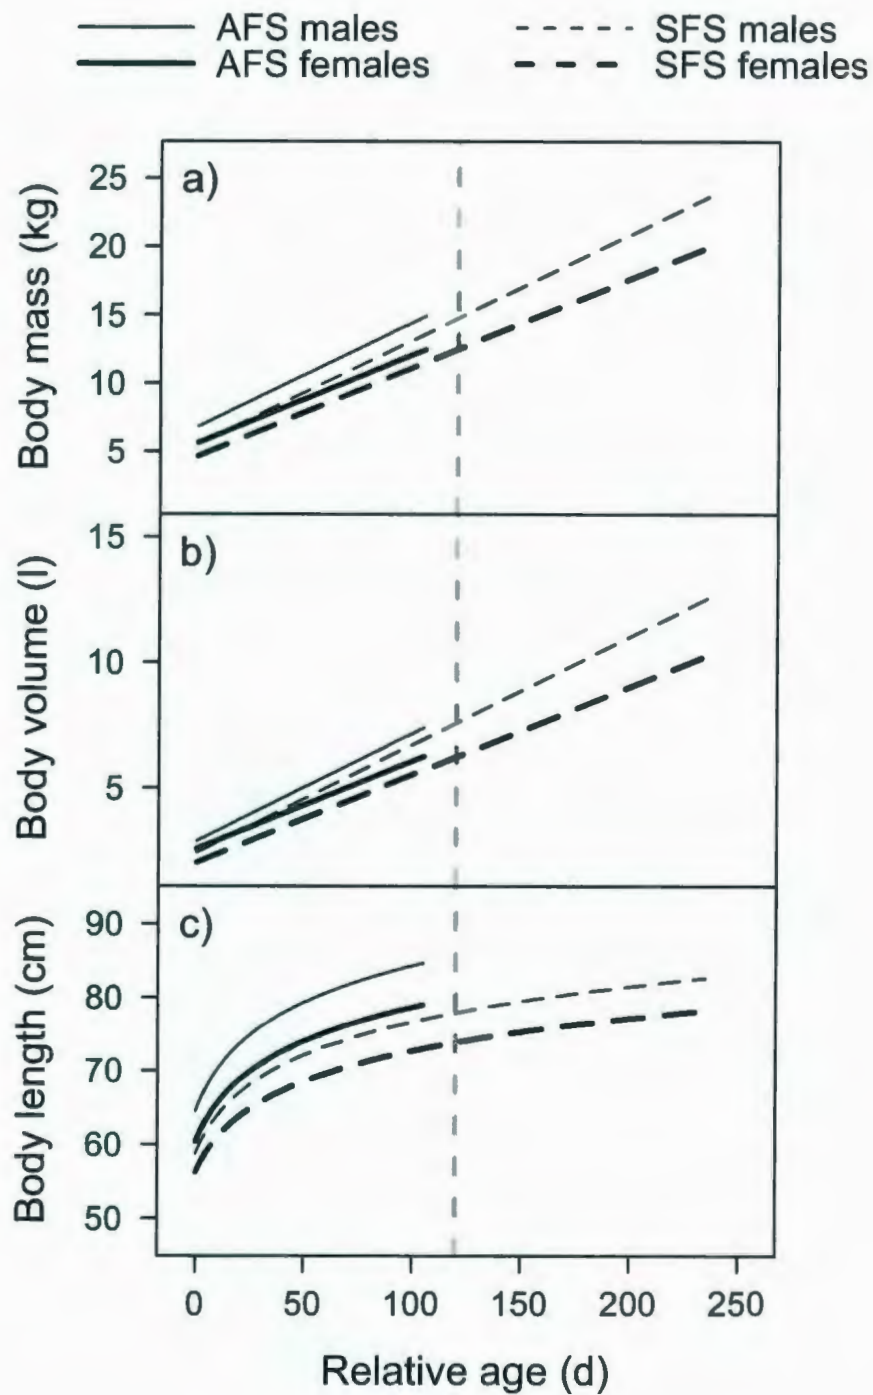 AFS males SFS males
AFS females SFS females
a)
25
20
15
10
5
Body mass (kg)
b)
15
10
5
Body volume (l)
c)
90
80
70
60
50
Body length (cm)
0 50 100 150 200 250
Relative age (d)